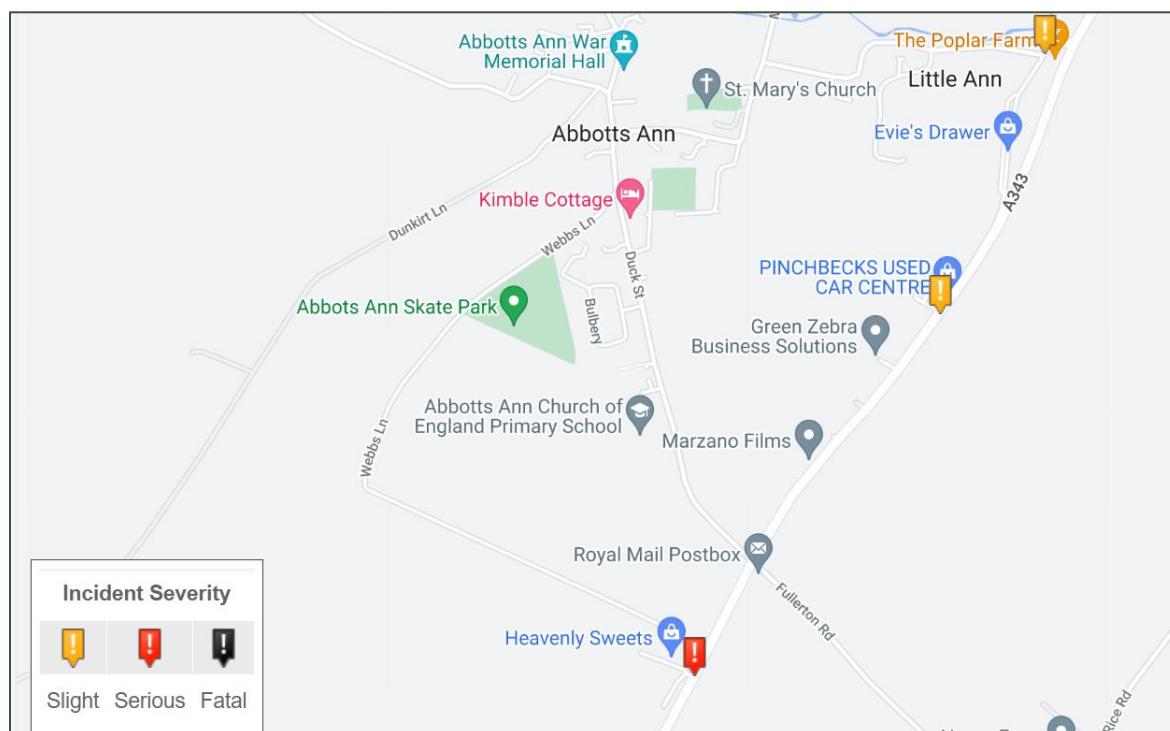 Abbotts Ann War
Memorial Hall
The Poplar Farm
Little Ann
St. Mary's Church
Abbotts Ann
Evie's Drawer
Kimble Cottage
A343
Dunkirt Ln
Webbs Ln
Duck St
PINCHBECKS USED
CAR CENTRE
Abbots Ann Skate Park
Bulbery
Green Zebra
Business Solutions
Abbotts Ann Church of
England Primary School
Marzano Films
Webbs Ln
Royal Mail Postbox
Fullerton Rd
Heavenly Sweets
Rice Rd
Incident Severity
Slight Serious Fatal